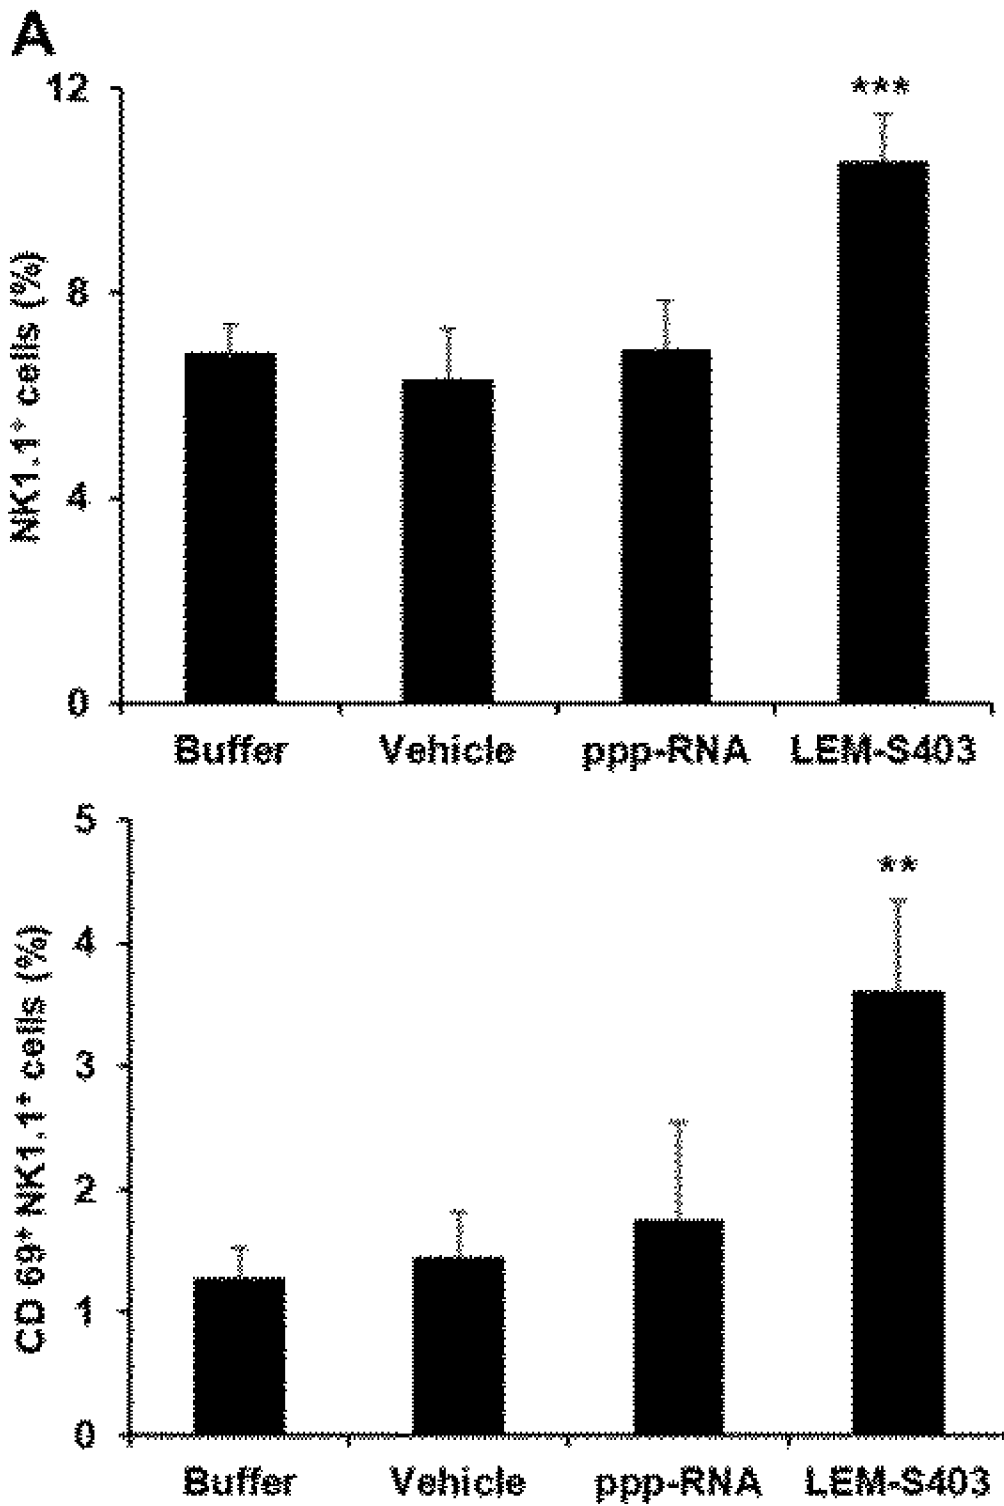 A
12
***
8
4
0
NK1.1⁺ cells (%)
Buffer Vehicle ppp-RNA LEM-S403
5
**
4
3
2
1
0
CD 69⁺ NK1.1⁺ cells (%)
Buffer Vehicle ppp-RNA LEM-S403